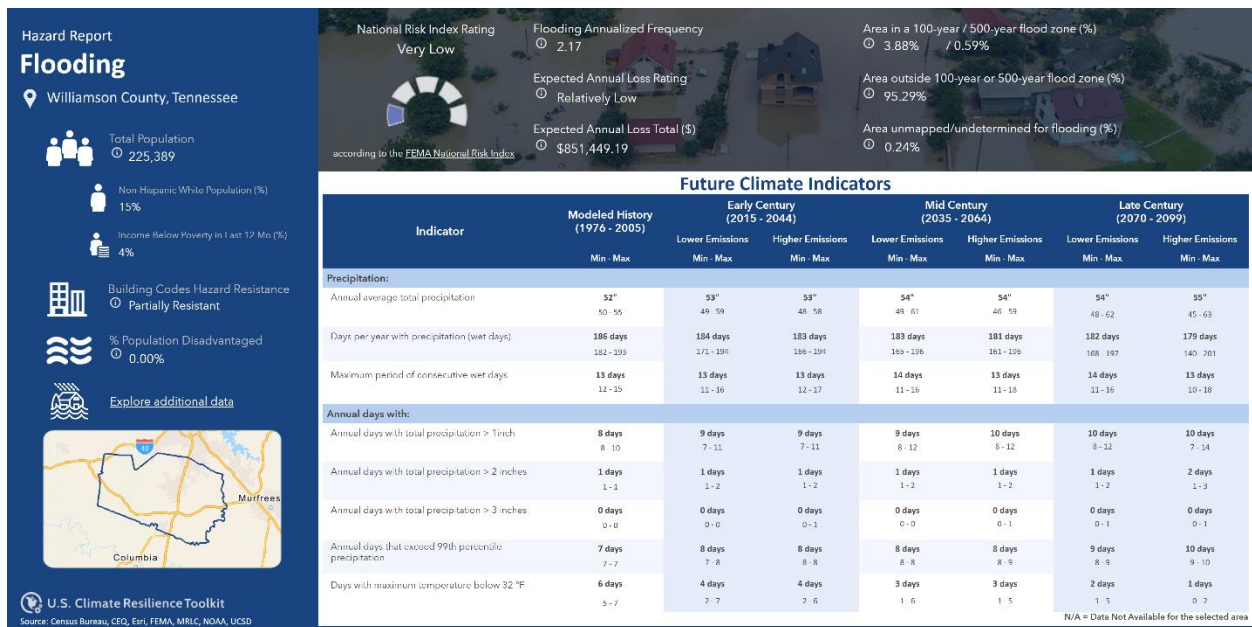 Hazard Report
Flooding
Williamson County, Tennessee
Total Population
225,389
Non-Hispanic White Population (%)
15%
Income Below Poverty in Last 12 Mo (%)
4%
Building Codes Hazard Resistance
Partially Resistant
% Population Disadvantaged
0.00%
Explore additional data
40
Murfrees
Columbia
U.S. Climate Resilience Toolkit
Source: Census Bureau, CEQ, Esri, FEMA, MRLC, NOAA, UCSD
National Risk Index Rating
Very Low
according to the FEMA National Risk Index
Flooding Annualized Frequency
2.17
Expected Annual Loss Rating
Relatively Low
Expected Annual Loss Total ($)
$851,449.19
Area in a 100-year / 500-year flood zone (%)
3.88% / 0.59%
Area outside 100-year or 500-year flood zone (%)
95.29%
Area unmapped/undetermined for flooding (%)
0.24%
Future Climate Indicators
Indicator
Modeled History
(1976 - 2005)
Early Century
(2015 - 2044)
Mid Century
(2035 - 2064)
Late Century
(2070 - 2099)
Lower Emissions Higher Emissions Lower Emissions Higher Emissions Lower Emissions Higher Emissions
Min - Max Min - Max Min - Max Min - Max Min - Max Min - Max Min - Max
Precipitation:
Annual average total precipitation 52" 53" 53" 54" 54" 54" 55"
50 - 55 49 - 59 48 - 58 49 - 61 46 - 59 48 - 62 45 - 63
Days per year with precipitation (wet days) 186 days 184 days 183 days 183 days 181 days 182 days 179 days
182 - 193 171 - 194 166 - 194 165 - 196 161 - 196 168 - 197 140 - 201
Maximum period of consecutive wet days 13 days 13 days 13 days 14 days 13 days 14 days 13 days
12 - 15 11 - 16 12 - 17 11 - 16 11 - 18 11 - 16 10 - 18
Annual days with:
Annual days with total precipitation > 1inch 8 days 9 days 9 days 9 days 10 days 10 days 10 days
8 - 10 7 - 11 7 - 11 8 - 12 8 - 12 8 - 12 7 - 14
Annual days with total precipitation > 2 inches 1 days 1 days 1 days 1 days 1 days 1 days 2 days
1 - 1 1 - 2 1 - 2 1 - 2 1 - 2 1 - 2 1 - 3
Annual days with total precipitation > 3 inches 0 days 0 days 0 days 0 days 0 days 0 days 0 days
0 - 0 0 - 0 0 - 1 0 - 0 0 - 1 0 - 1 0 - 1
Annual days that exceed 99th percentile
precipitation
7 days 8 days 8 days 8 days 8 days 9 days 10 days
7 - 7 7 - 8 8 - 8 8 - 8 8 - 9 8 - 9 9 - 10
Days with maximum temperature below 32 °F 6 days 4 days 4 days 3 days 3 days 2 days 1 days
5 - 7 2 - 7 2 - 6 1 - 6 1 - 5 1 - 5 0 - 2
N/A = Data Not Available for the selected area